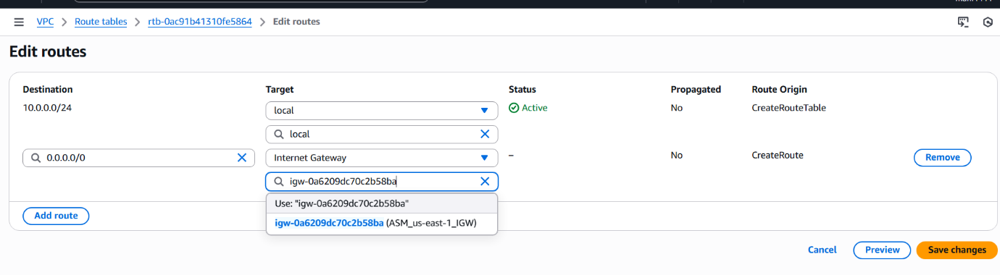 VPC > Route tables > rtb-0ac91b41310fe5864 > Edit routes
Edit routes
Destination Target Status Propagated Route Origin
10.0.0.0/24 local Active No CreateRouteTable
local
0.0.0.0/0 Internet Gateway – No CreateRoute Remove
igw-0a6209dc70c2b58ba
Use: "igw-0a6209dc70c2b58ba"
Add route igw-0a6209dc70c2b58ba (ASM_us-east-1_IGW)
Cancel Preview Save changes